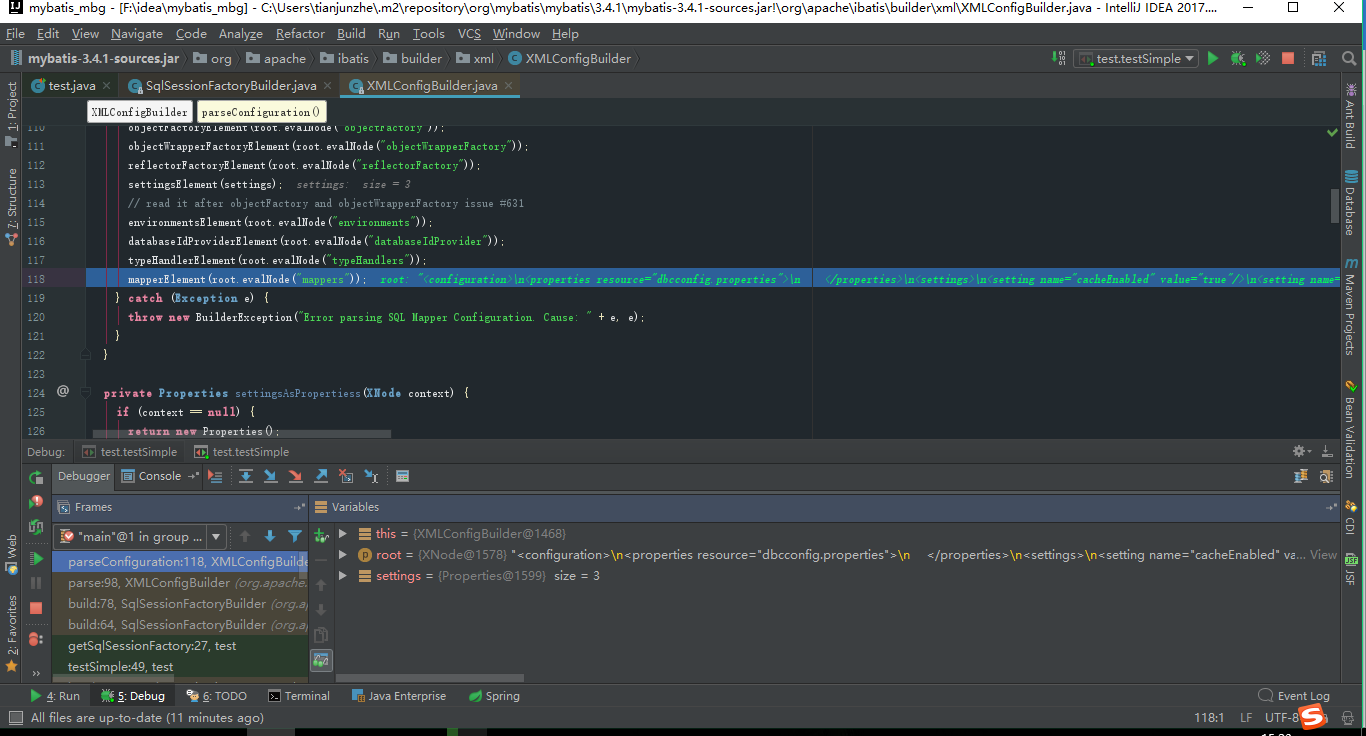 mybatis_mbg - [F:\idea\mybatis_mbg] - C:\Users\tianjunzhe\.m2\repository\org\mybatis\mybatis\3.4.1\mybatis-3.4.1-sources.jar!\org\apache\ibatis\builder\xml\XMLConfigBuilder.java - IntelliJ IDEA 2017....
File Edit View Navigate Code Analyze Refactor Build Run Tools VCS Window Help
mybatis-3.4.1-sources.jar org apache ibatis builder xml XMLConfigBuilder test.testSimple
test.java SqlSessionFactoryBuilder.java XMLConfigBuilder.java
XMLConfigBuilder parseConfiguration()
110 objectFactoryElement(root.evalNode("objectFactory"));
111 objectWrapperFactoryElement(root.evalNode("objectWrapperFactory"));
112 reflectorFactoryElement(root.evalNode("reflectorFactory"));
113 settingsElement(settings); settings: size = 3
114 // read it after objectFactory and objectWrapperFactory issue #631
115 environmentsElement(root.evalNode("environments"));
116 databaseIdProviderElement(root.evalNode("databaseIdProvider"));
117 typeHandlerElement(root.evalNode("typeHandlers"));
118 mapperElement(root.evalNode("mappers")); root: "<configuration>\n<properties resource="dbcconfig.properties">\n </properties>\n<settings>\n<setting name="cacheEnabled" value="true"/>\n<setting name=
119 } catch (Exception e) {
120 throw new BuilderException("Error parsing SQL Mapper Configuration. Cause: " + e, e);
121 }
122 }
123
124 @ private Properties settingsAsPropertiess(XNode context) {
125 if (context == null) {
126 return new Properties();
1: Project
7: Structure
Web
2: Favorites
Ant Build
Database
m Maven Projects
Bean Validation
CDI
JSF
Debug: test.testSimple test.testSimple
Debugger Console
Frames Variables
"main"@1 in group ...
parseConfiguration:118, XMLConfigBuilde
parse:98, XMLConfigBuilder (org.apache.
build:78, SqlSessionFactoryBuilder (org.a
build:64, SqlSessionFactoryBuilder (org.a
getSqlSessionFactory:27, test
testSimple:49, test
this = {XMLConfigBuilder@1468}
root = {XNode@1578} "<configuration>\n<properties resource="dbcconfig.properties">\n </properties>\n<settings>\n<setting name="cacheEnabled" va... View
settings = {Properties@1599} size = 3
4: Run 5: Debug 6: TODO Terminal Java Enterprise Spring Event Log
All files are up-to-date (11 minutes ago) 118:1 LF UTF-8